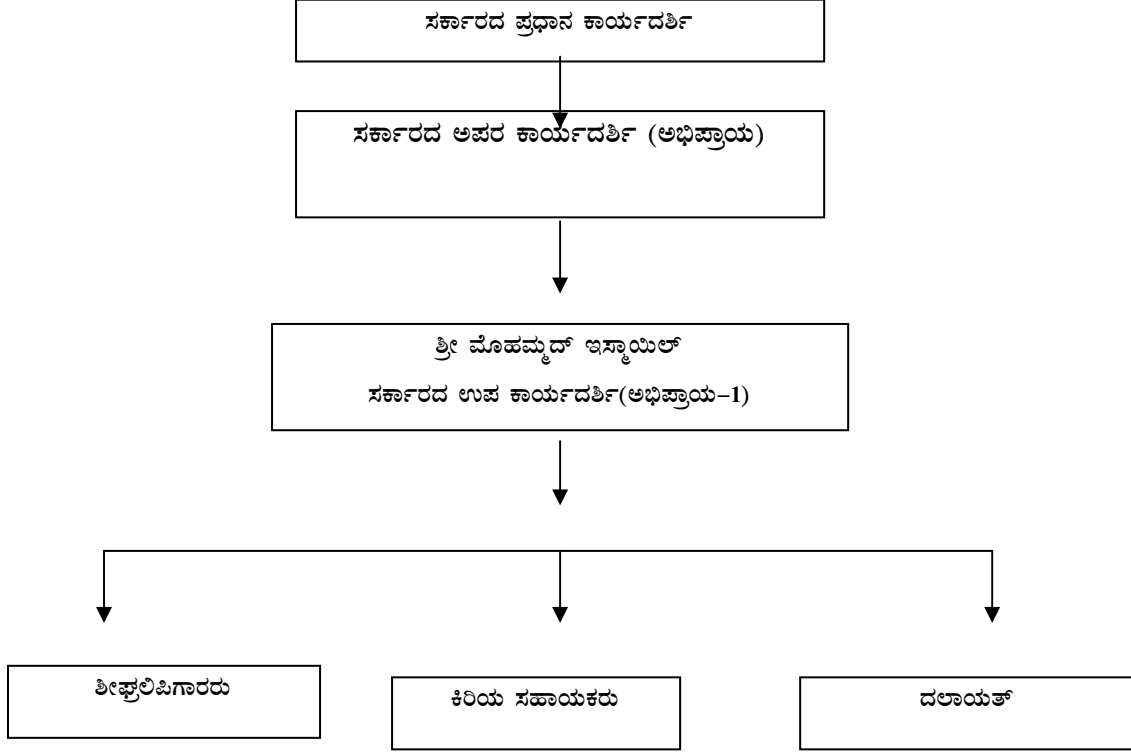 ಸರ್ಕಾರದ ಪ್ರಧಾನ ಕಾರ್ಯದರ್ಶಿ
ಸರ್ಕಾರದ ಅಪರ ಕಾರ್ಯದರ್ಶಿ (ಅಭಿಪ್ರಾಯ)
ಶ್ರೀ ಮೊಹಮ್ಮದ್ ಇಸ್ಮಾಯಿಲ್
ಸರ್ಕಾರದ ಉಪ ಕಾರ್ಯದರ್ಶಿ(ಅಭಿಪ್ರಾಯ–1)
ಶೀಘ್ರಲಿಪಿಗಾರರು
ಕಿರಿಯ ಸಹಾಯಕರು
ದಲಾಯತ್